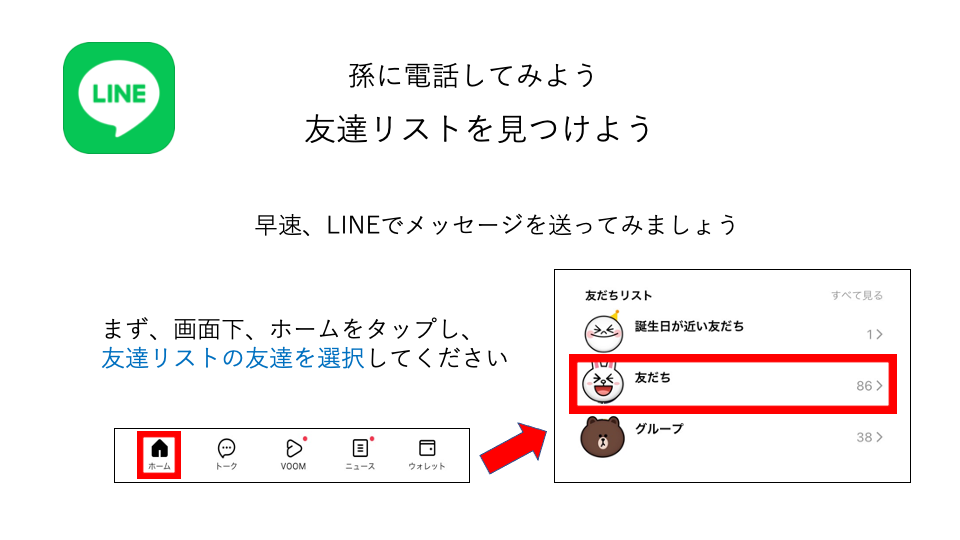 LINE
孫に電話してみよう
友達リストを見つけよう
早速、LINEでメッセージを送ってみましょう
まず、画面下、ホームをタップし、
友達リストの友達を選択してください
ホーム
トーク
VOOM
ニュース
ウォレット
友だちリスト
すべて見る
誕生日が近い友だち
1
友だち
86
グループ
38